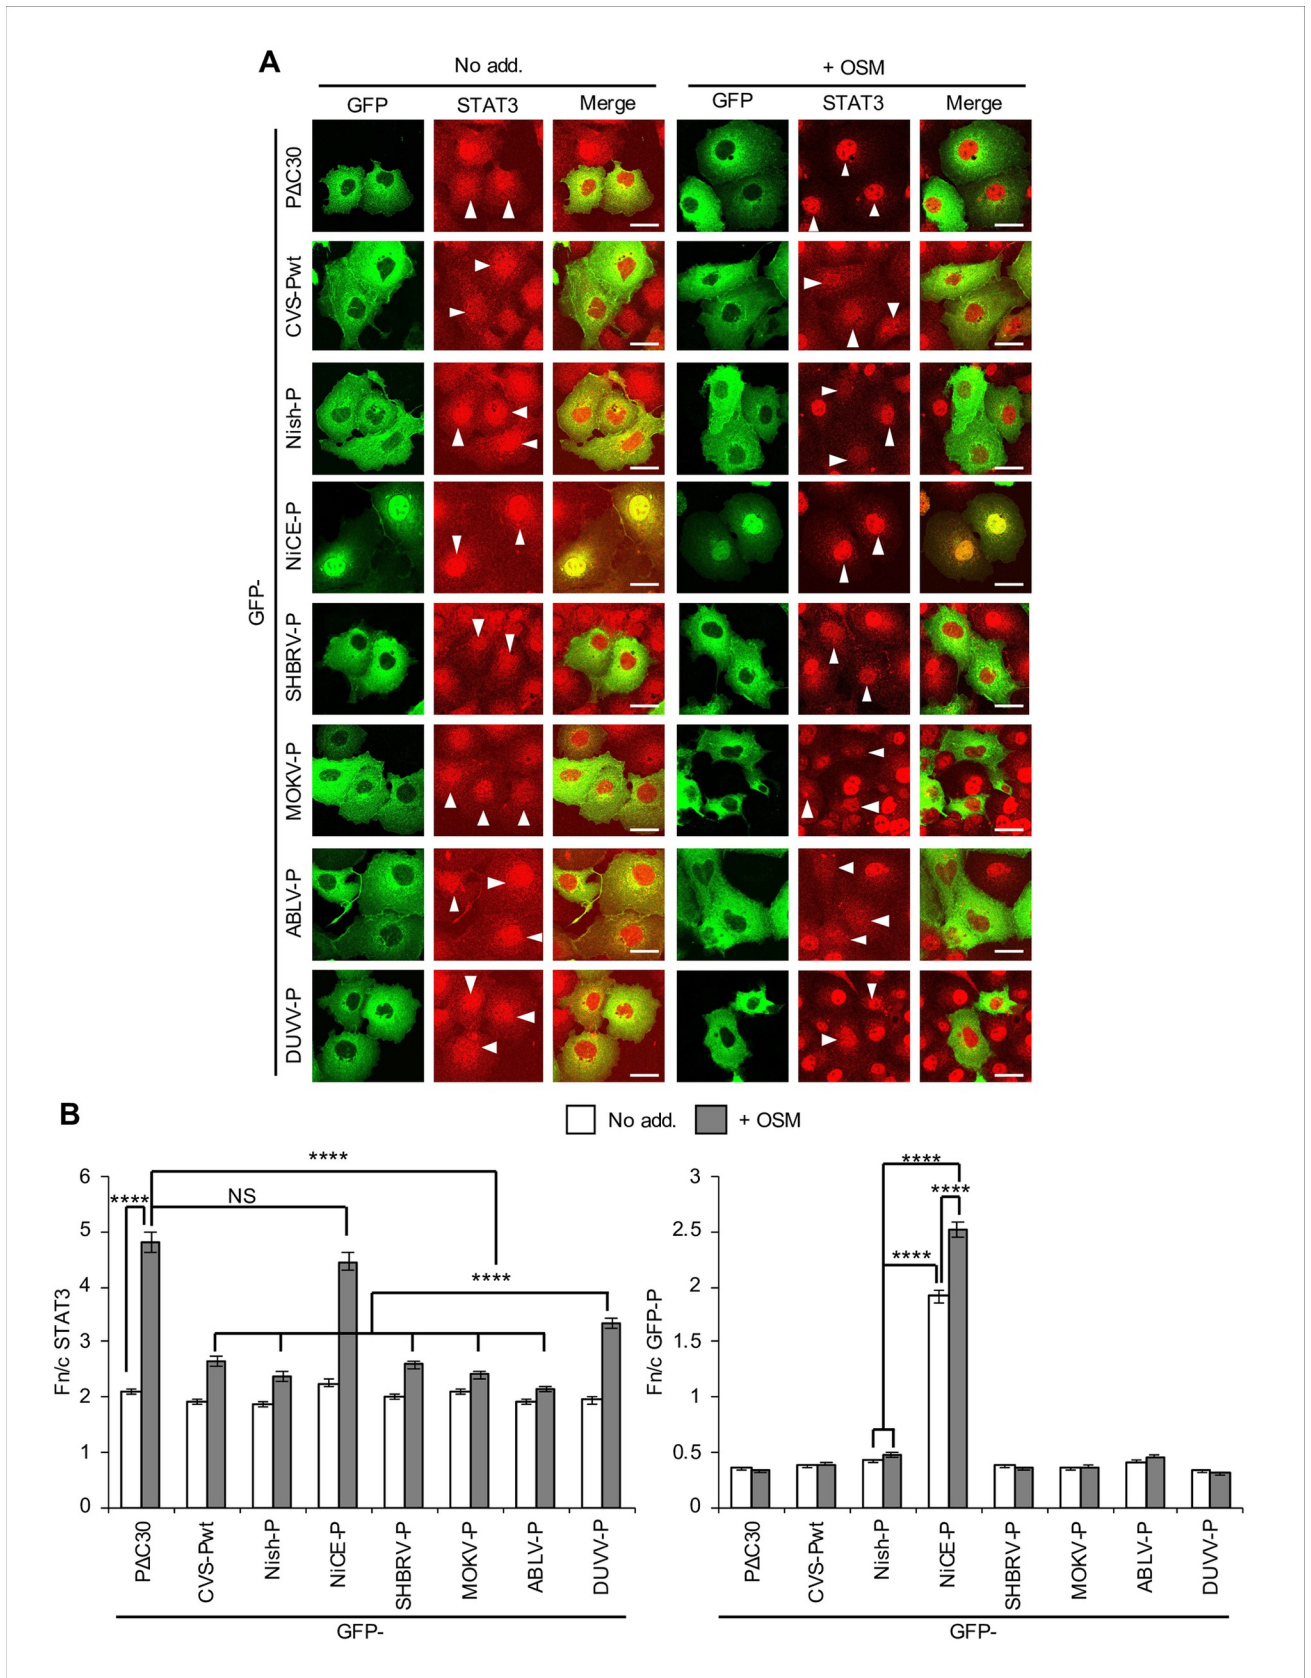 A
No add.
+ OSM
GFP
STAT3
Merge
GFP
STAT3
Merge
GFP-
PΔC30
CVS-Pwt
Nish-P
NiCE-P
SHBRV-P
MOKV-P
ABLV-P
DUVV-P
B
No add.
+ OSM
Fn/c STAT3
6
5
4
3
2
1
0
****
****
NS
****
PΔC30
CVS-Pwt
Nish-P
NiCE-P
SHBRV-P
MOKV-P
ABLV-P
DUVV-P
GFP-
Fn/c GFP-P
3
2.5
2
1.5
1
0.5
0
****
****
****
PΔC30
CVS-Pwt
Nish-P
NiCE-P
SHBRV-P
MOKV-P
ABLV-P
DUVV-P
GFP-